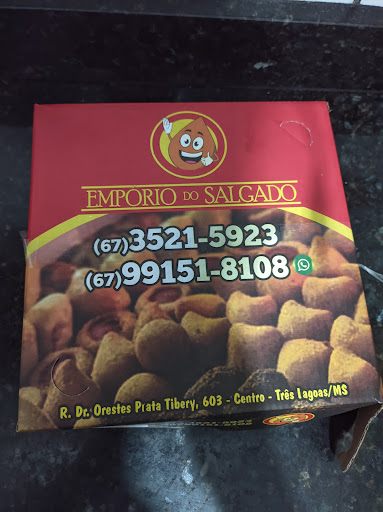 EMPORIO DO SALGADO
(67)3521-5923
(67)99151-8108
R. Dr. Orestes Prata Tibery, 603 - Centro - Três Lagoas/MS